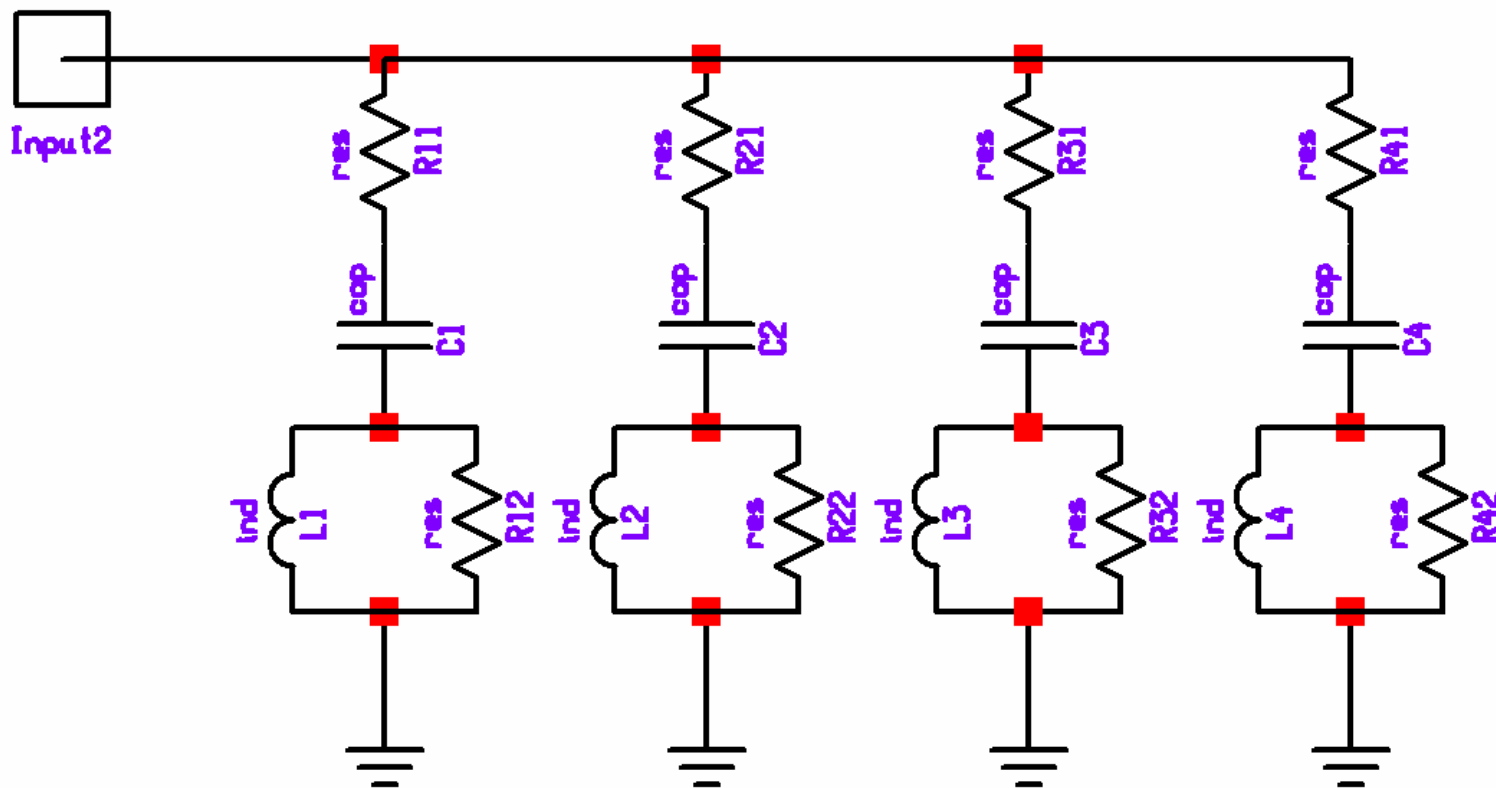 Input2
res R11
res R21
res R31
res R41
cap C1
cap C2
cap C3
cap C4
ind L1 res R12
ind L2 res R22
ind L3 res R32
ind L4 res R42